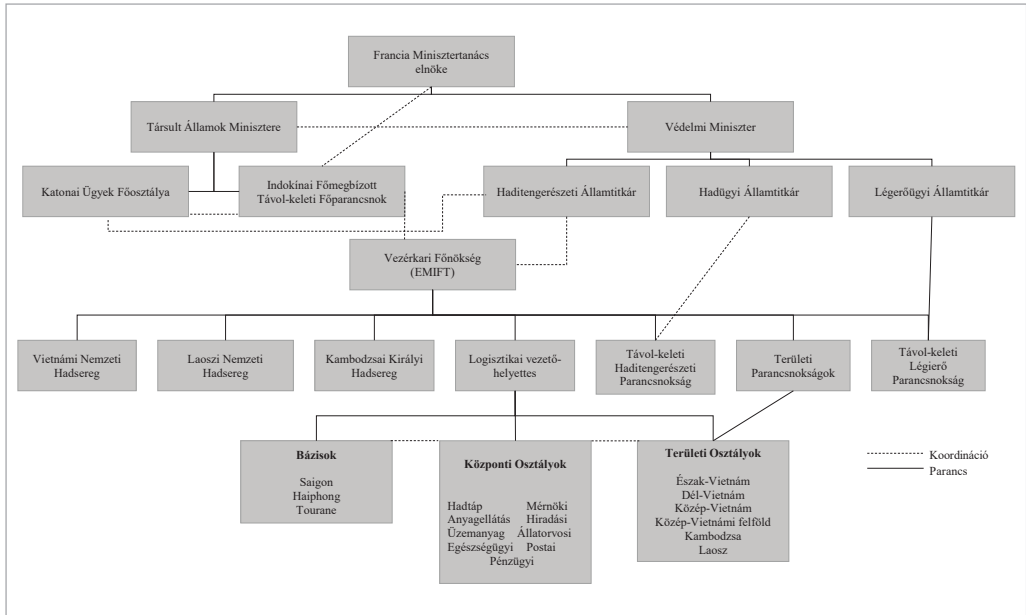 Francia Minisztertanács
elnöke
Társult Államok Minisztere
Védelmi Miniszter
Katonai Ügyek Főosztálya
Indokínai Főmegbízott
Távol-keleti Főparancsnok
Haditengerészeti Államtitkár
Hadügyi Államtitkár
Légerőügyi Államtitkár
Vezérkari Főnökség
(EMIFT)
Vietnámi Nemzeti
Hadsereg
Laoszi Nemzeti
Hadsereg
Kambodzsai Királyi
Hadsereg
Logisztikai vezető-
helyettes
Távol-keleti
Haditengerészeti
Parancsnokság
Területi
Parancsnokságok
Távol-keleti
Légierő
Parancsnokság
Bázisok
Saigon
Haiphong
Tourane
Központi Osztályok
Hadtáp Mérnöki
Anyagellátás Hiradási
Üzemanyag Állatorvosi
Egészségügyi Postai
Pénzügyi
Területi Osztályok
Észak-Vietnám
Dél-Vietnám
Közép-Vietnám
Közép-Vietnámi felföld
Kambodzsa
Laosz
Koordináció
Parancs